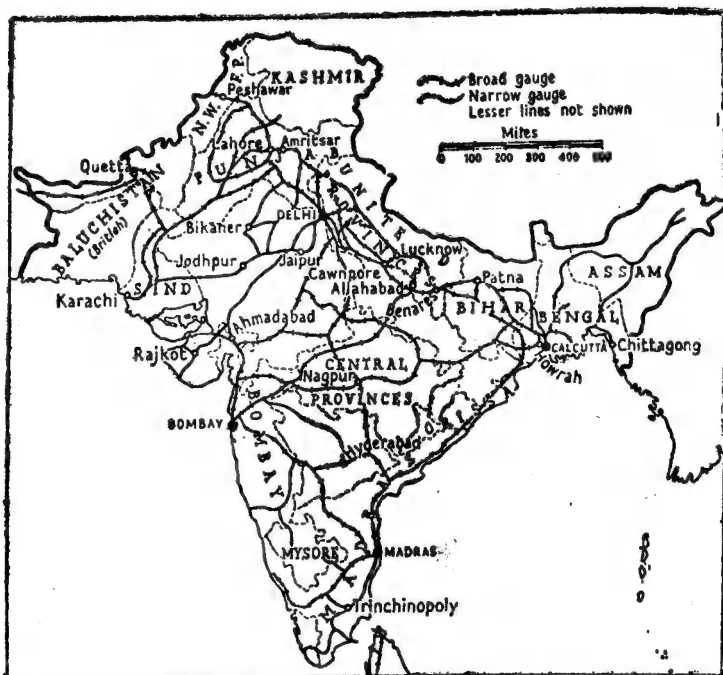 KASHMIR
Broad gauge
Narrow gauge
Lesser lines not shown
Miles
0 100 200 300 400 500
N.W. F.P.
Peshawar
Lahore
Amritsar
PUNJAB
Quetta
BALUCHISTAN
(British)
UNITED
PROVINCES
Bikaner
DELHI
Jodhpur
Jaipur
Lucknow
Cawnpore
Allahabad
Benares
Patna
ASSAM
Karachi
SIND
BIHAR
BENGAL
Ahmadabad
Rajkot
CALCUTTA
Howrah
Chittagong
CENTRAL
Nagpur
PROVINCES
BOMBAY
BOMBAY
Hyderabad
MYSORE
MADRAS
Trinchinopoly